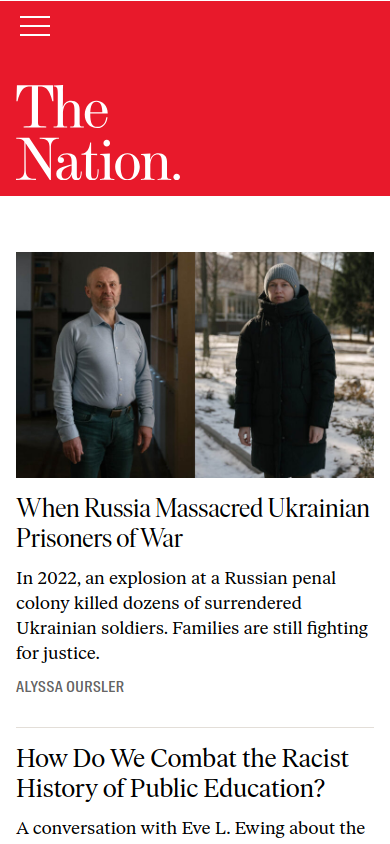 The
Nation.
When Russia Massacred Ukrainian
Prisoners of War
In 2022, an explosion at a Russian penal
colony killed dozens of surrendered
Ukrainian soldiers. Families are still fighting
for justice.
ALYSSA OURSLER
How Do We Combat the Racist
History of Public Education?
A conversation with Eve L. Ewing about the